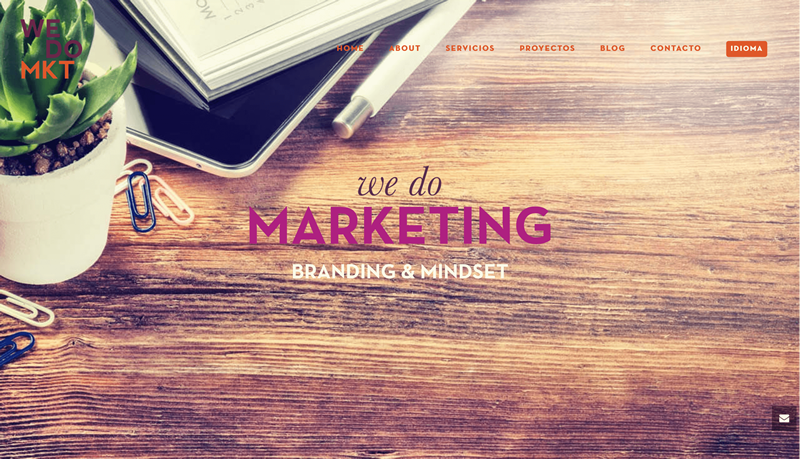 WE
DO
MKT
HOME
ABOUT
SERVICIOS
PROYECTOS
BLOG
CONTACTO
IDIOMA
we do
MARKETING
BRANDING & MINDSET